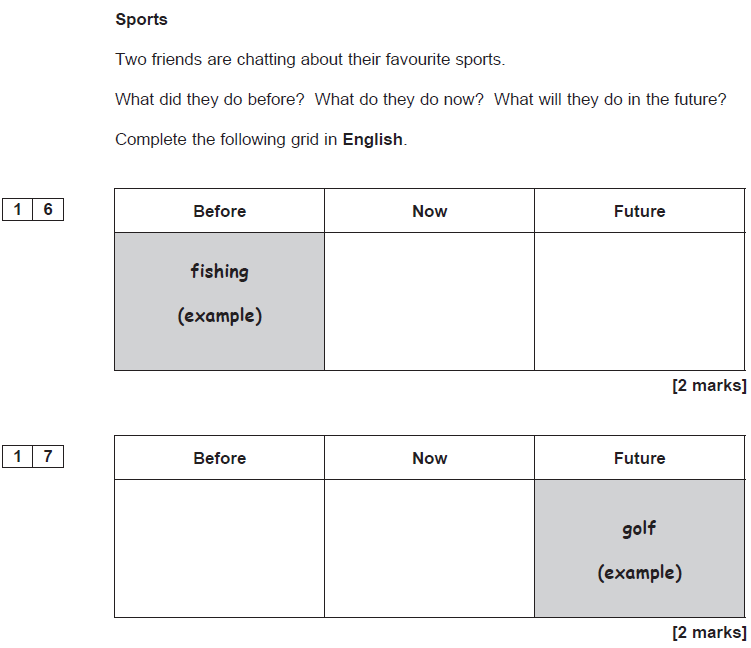 Sports
Two friends are chatting about their favourite sports.
What did they do before? What do they do now? What will they do in the future?
Complete the following grid in English.
1 6
Before Now Future
fishing
(example)
[2 marks]
1 7
Before Now Future
golf
(example)
[2 marks]